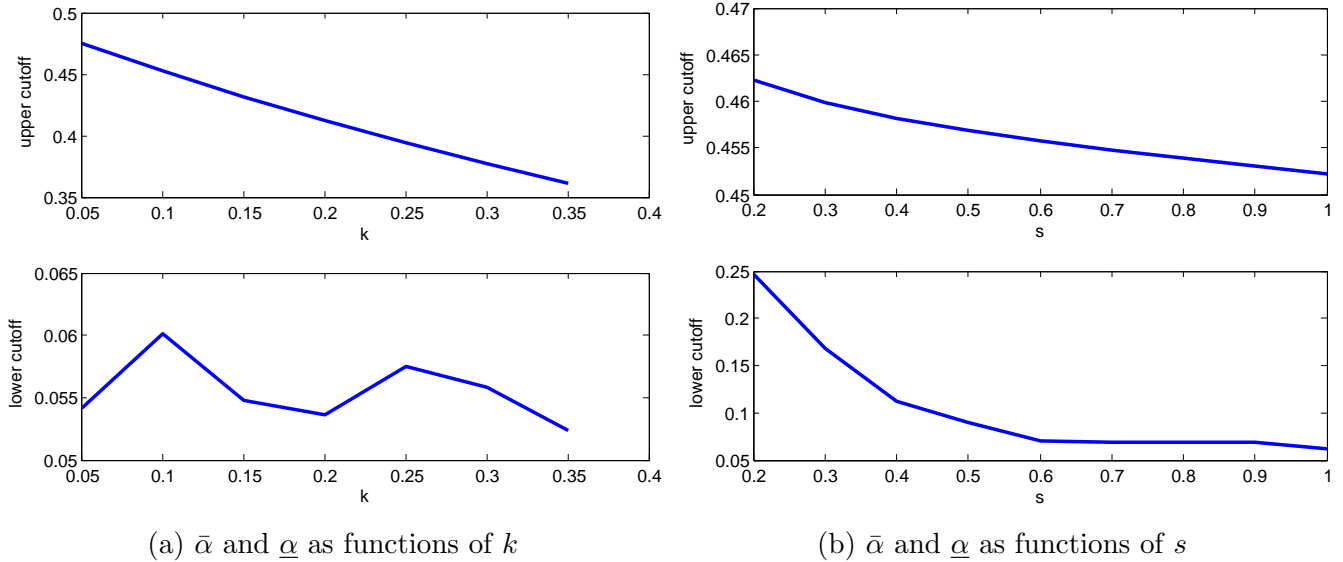 0.5
0.45
0.4
0.35
upper cutoff
0.05 0.1 0.15 0.2 0.25 0.3 0.35 0.4
k
0.47
0.465
0.46
0.455
0.45
upper cutoff
0.2 0.3 0.4 0.5 0.6 0.7 0.8 0.9 1
s
0.065
0.06
0.055
0.05
lower cutoff
0.05 0.1 0.15 0.2 0.25 0.3 0.35 0.4
k
0.25
0.2
0.15
0.1
0.05
lower cutoff
0.2 0.3 0.4 0.5 0.6 0.7 0.8 0.9 1
s
(a) ᾱ and α̲ as functions of k
(b) ᾱ and α̲ as functions of s